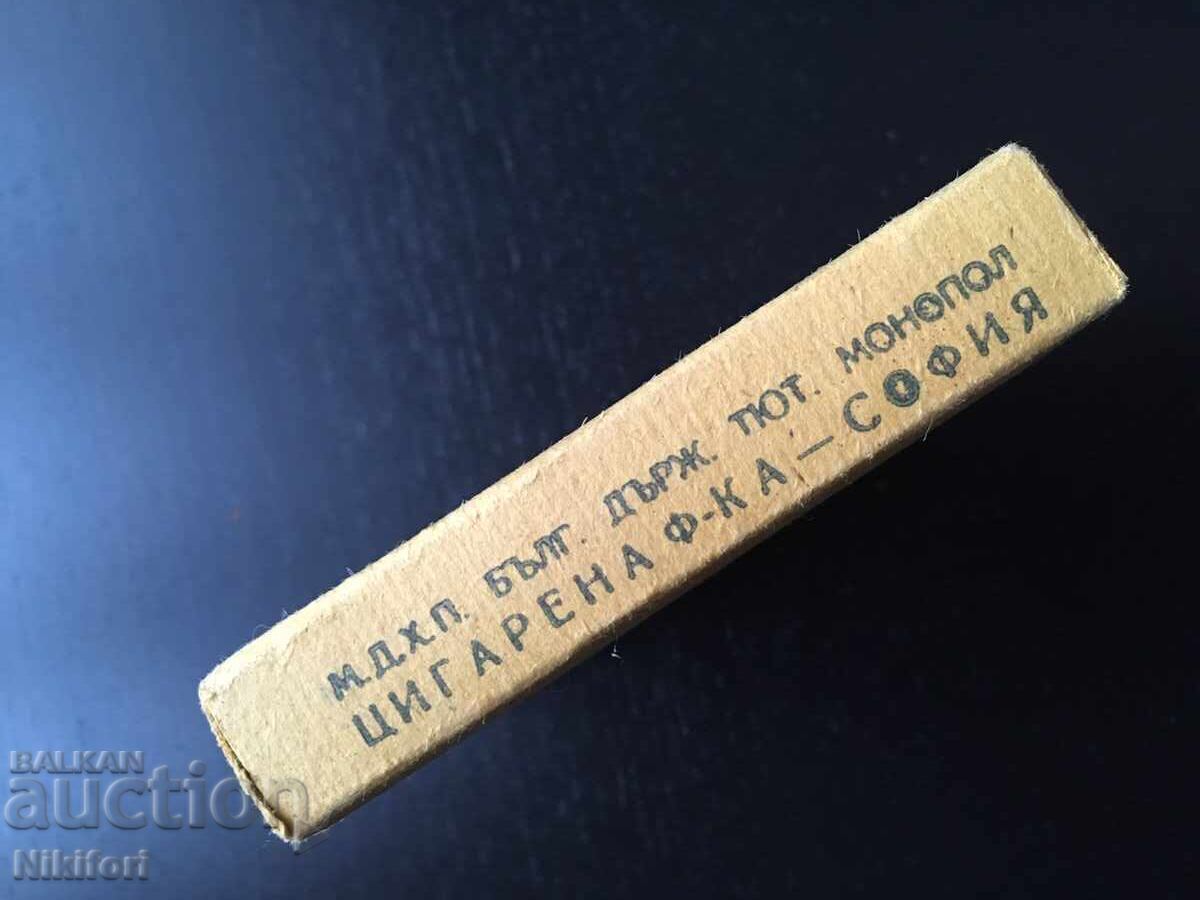 М.Д.Х.П. БЪЛГ. ДЪРЖ. ТЮТ. МОНОПОЛ
ЦИГАРЕНА Ф-КА — СОФИЯ
BALKAN
auction
Nikifori